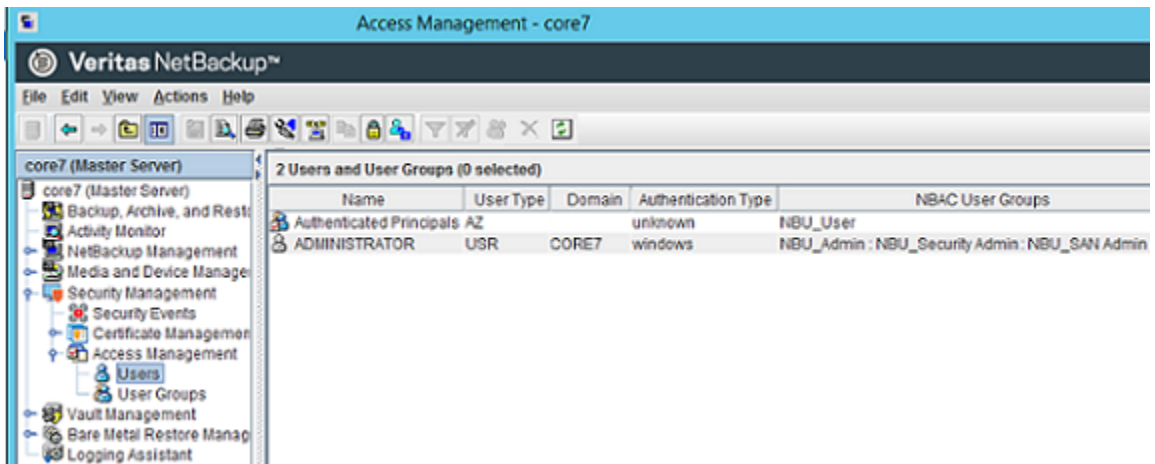 Access Management - core7
Veritas NetBackup™
File Edit View Actions Help
core7 (Master Server)
2 Users and User Groups (0 selected)
core7 (Master Server)
Backup, Archive, and Resto
Activity Monitor
NetBackup Management
Media and Device Manager
Security Management
Security Events
Certificate Managemen
Access Management
Users
User Groups
Vault Management
Bare Metal Restore Manag
Logging Assistant
Name User Type Domain Authentication Type NBAC User Groups
Authenticated Principals AZ unknown NBU_User
ADMINISTRATOR USR CORE7 windows NBU_Admin : NBU_Security Admin : NBU_SAN Admin